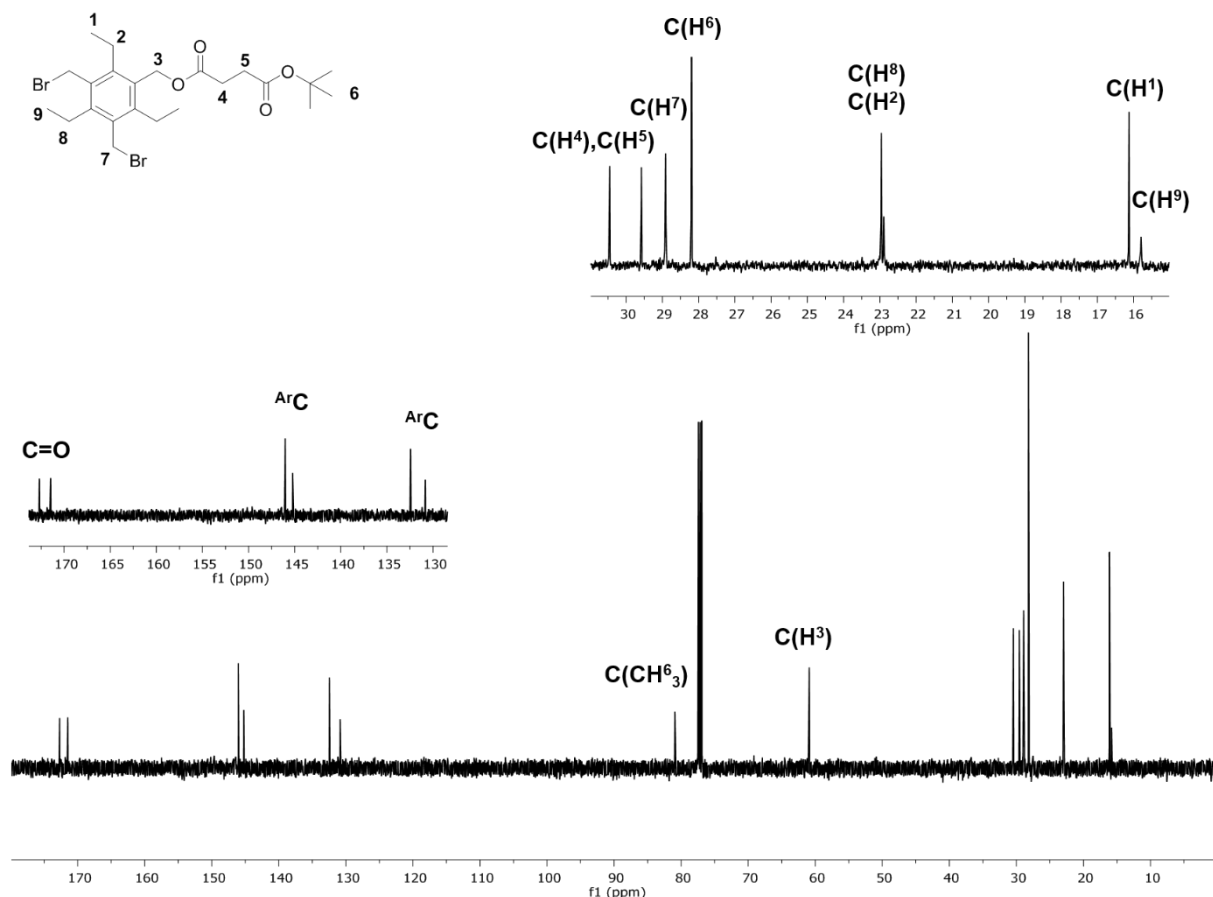 1
2
3
O
5
4
O
O
O
6
Br
9
8
7
Br
C(H⁶)
C(H⁸)
C(H²)
C(H¹)
C(H⁷)
C(H⁴),C(H⁵)
C(H⁹)
30 29 28 27 26 25 24 23 22 21 20 19 18 17 16
f1 (ppm)
ᴬʳC
ᴬʳC
C=O
170 165 160 155 150 145 140 135 130
f1 (ppm)
C(H³)
C(CH⁶₃)
170 160 150 140 130 120 110 100 90 80 70 60 50 40 30 20 10
f1 (ppm)